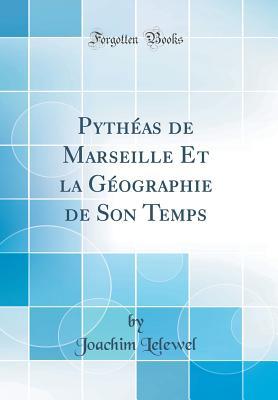 Forgotten Books
Pythéas de
Marseille Et
la Géographie
de Son Temps
by
Joachim Lelewel